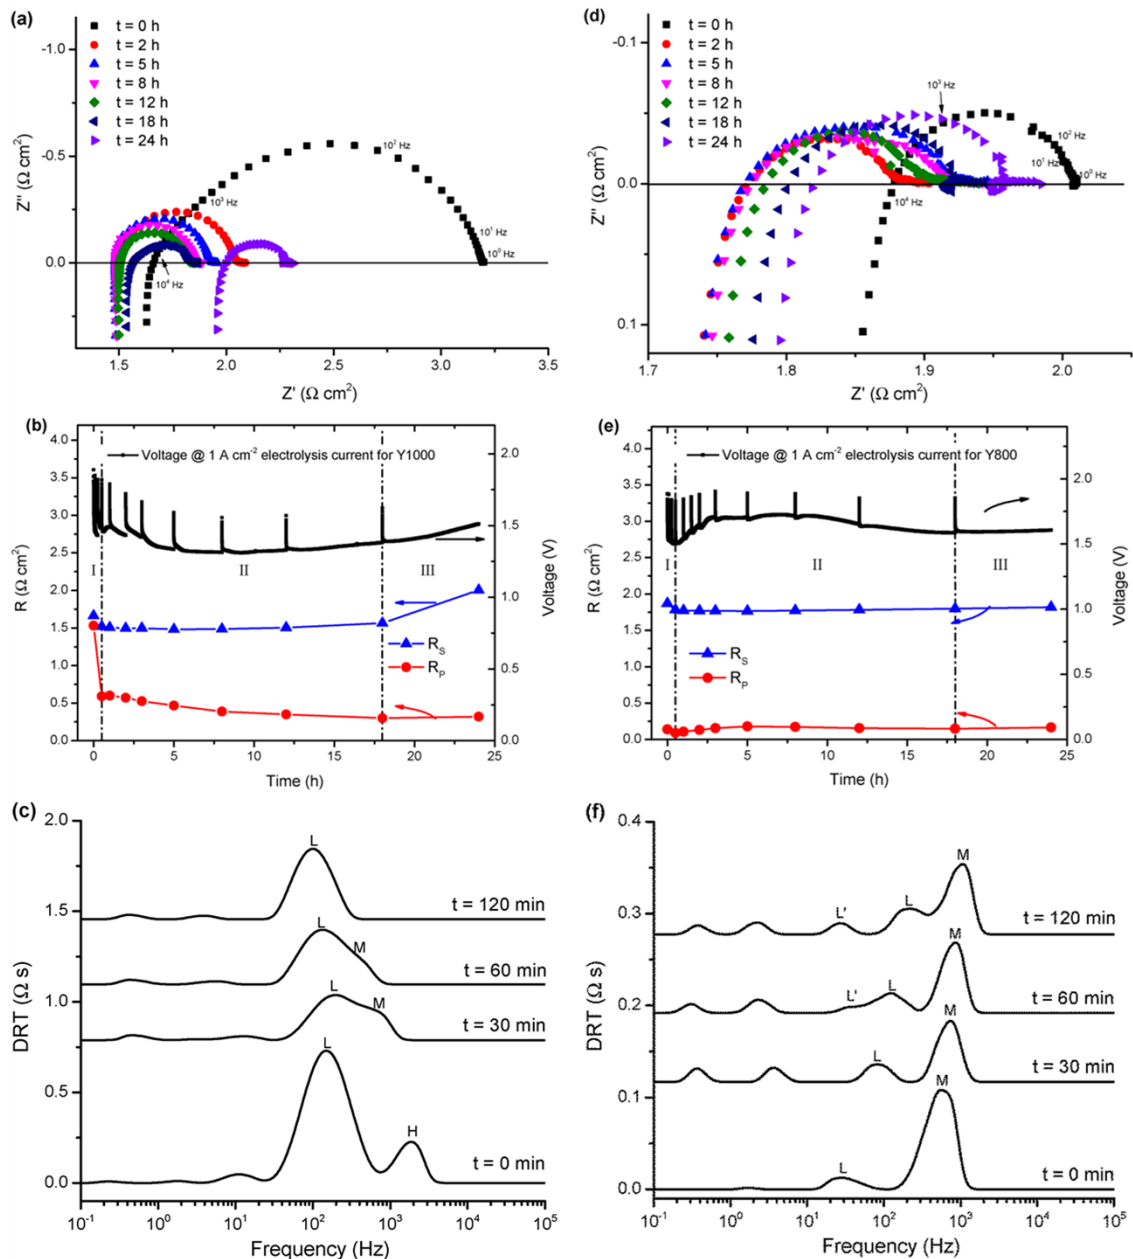 (a)
t = 0 h
t = 2 h
t = 5 h
t = 8 h
t = 12 h
t = 18 h
t = 24 h
-1.0
-0.5
0.0
Z'' (Ω cm²)
10² Hz
10³ Hz
10¹ Hz
10⁰ Hz
10⁴ Hz
1.5 2.0 2.5 3.0 3.5
Z' (Ω cm²)
(d)
t = 0 h
t = 2 h
t = 5 h
t = 8 h
t = 12 h
t = 18 h
t = 24 h
-0.1
0.0
0.1
Z'' (Ω cm²)
10³ Hz
10² Hz
10¹ Hz
10⁰ Hz
10⁴ Hz
1.7 1.8 1.9 2.0
Z' (Ω cm²)
(b)
Voltage @ 1 A cm⁻² electrolysis current for Y1000
4.0
3.5
3.0
2.5
2.0
1.5
1.0
0.5
0.0
R (Ω cm²)
I II III
R_S
R_P
2.0
1.5
1.0
0.5
0.0
Voltage (V)
0 5 10 15 20 25
Time (h)
(e)
Voltage @ 1 A cm⁻² electrolysis current for Y800
4.0
3.5
3.0
2.5
2.0
1.5
1.0
0.5
0.0
R (Ω cm²)
I II III
R_S
R_P
2.0
1.5
1.0
0.5
0.0
Voltage (V)
0 5 10 15 20 25
Time (h)
(c)
2.0
1.5
1.0
0.5
0.0
DRT (Ω s)
L
t = 120 min
L M
t = 60 min
L M
t = 30 min
L H
t = 0 min
10⁻¹ 10⁰ 10¹ 10² 10³ 10⁴ 10⁵
Frequency (Hz)
(f)
0.4
0.3
0.2
0.1
0.0
DRT (Ω s)
L' L M
t = 120 min
L' L M
t = 60 min
L M
t = 30 min
L M
t = 0 min
10⁻¹ 10⁰ 10¹ 10² 10³ 10⁴ 10⁵
Frequency (Hz)